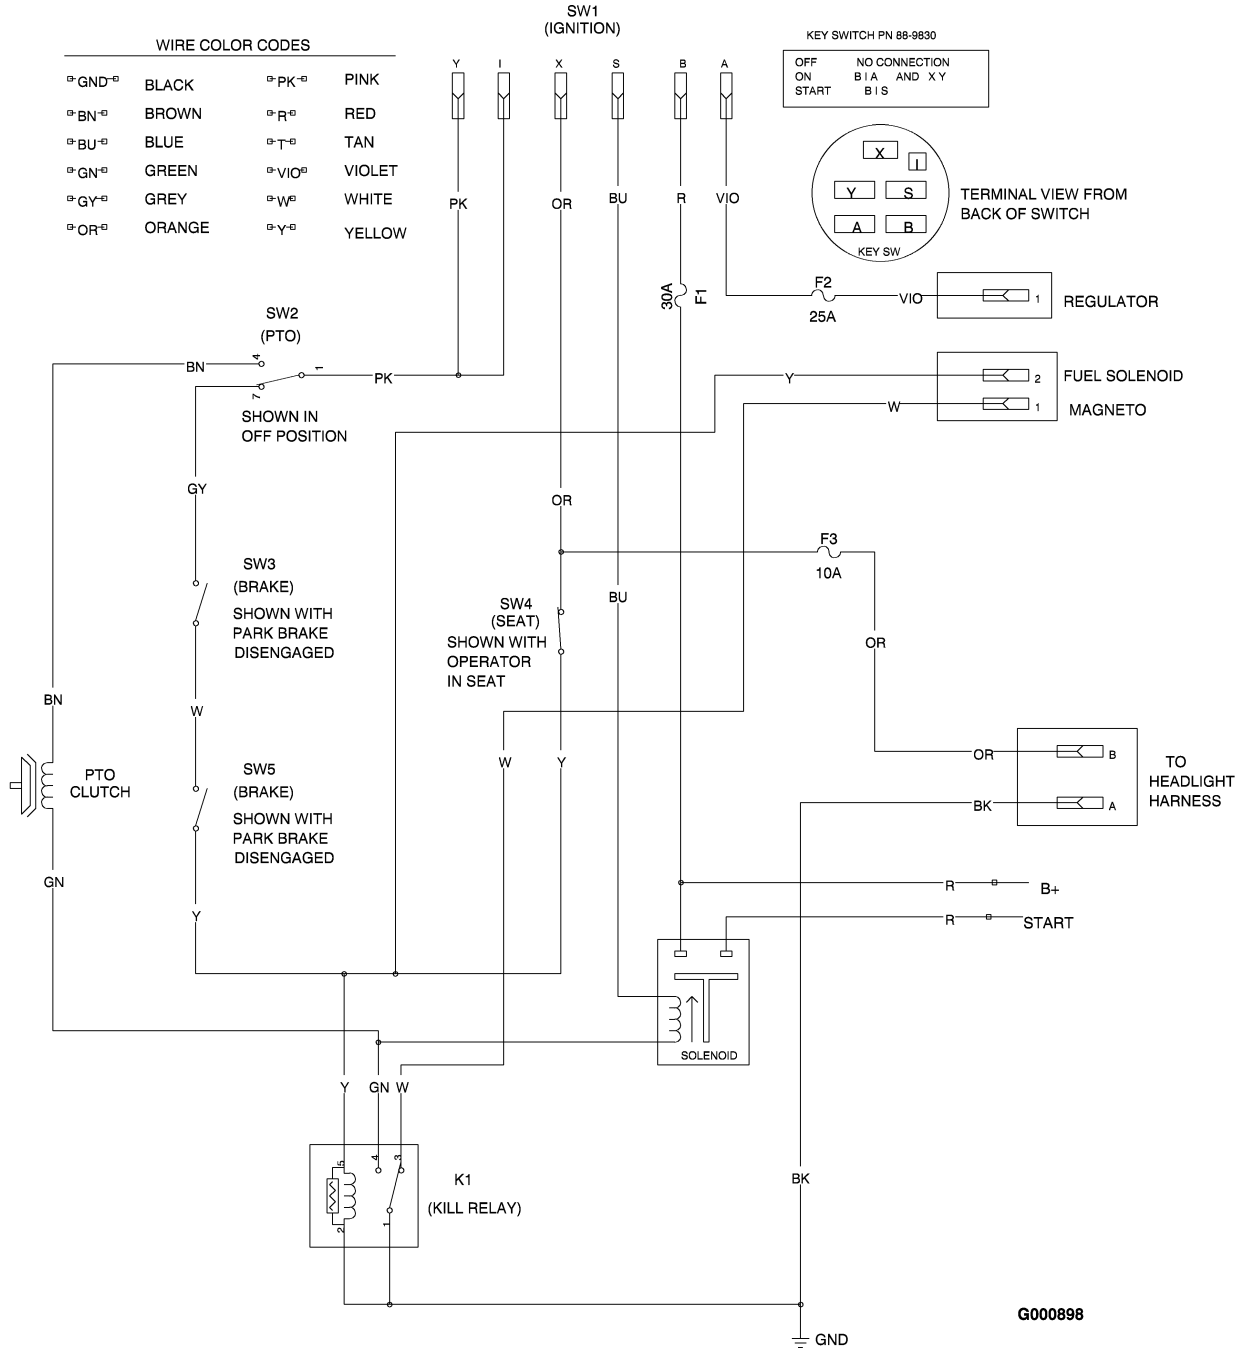 SW1
(IGNITION)
WIRE COLOR CODES
GND BLACK
BN BROWN
BU BLUE
GN GREEN
GY GREY
OR ORANGE
PK PINK
R RED
T TAN
VIO VIOLET
W WHITE
Y YELLOW
Y I X S B A
KEY SWITCH PN 88-9830
OFF NO CONNECTION
ON B I A AND X Y
START B I S
X
I
Y S
A B
KEY SW
TERMINAL VIEW FROM
BACK OF SWITCH
PK
OR
BU
R
VIO
30A
F1
F2
25A
VIO
1
REGULATOR
SW2
(PTO)
4
1
7
BN
PK
SHOWN IN
OFF POSITION
Y
2
FUEL SOLENOID
W
1
MAGNETO
GY
OR
F3
10A
SW3
(BRAKE)
SHOWN WITH
PARK BRAKE
DISENGAGED
SW4
(SEAT)
SHOWN WITH
OPERATOR
IN SEAT
BU
OR
BN
W
W
Y
OR
B
BK
A
TO
HEADLIGHT
HARNESS
PTO
CLUTCH
SW5
(BRAKE)
SHOWN WITH
PARK BRAKE
DISENGAGED
GN
Y
R
B+
R
START
SOLENOID
Y
GN
W
5
4
3
2
1
K1
(KILL RELAY)
BK
GND
G000898